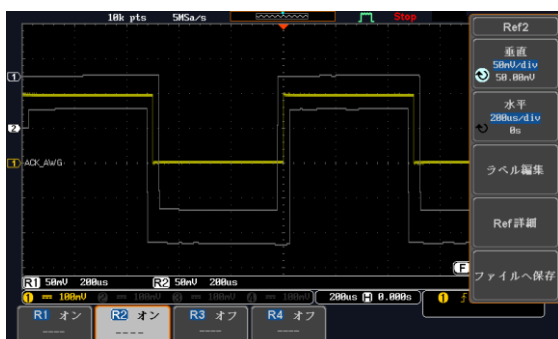 10k pts 5MSa/s Stop
Ref2
垂直
50mV/div
50.00mV
水平
200us/div
0s
ラベル編集
Ref詳細
ファイルへ保存
1
2
1 ACK_AWG
F
R1 50mV 200us R2 50mV 200us
1 100mV 2 100mV 3 100mV 4 100mV 200us H 0.000s 1
R1 オン R2 オン R3 オフ R4 オフ
---- ---- ---- ----